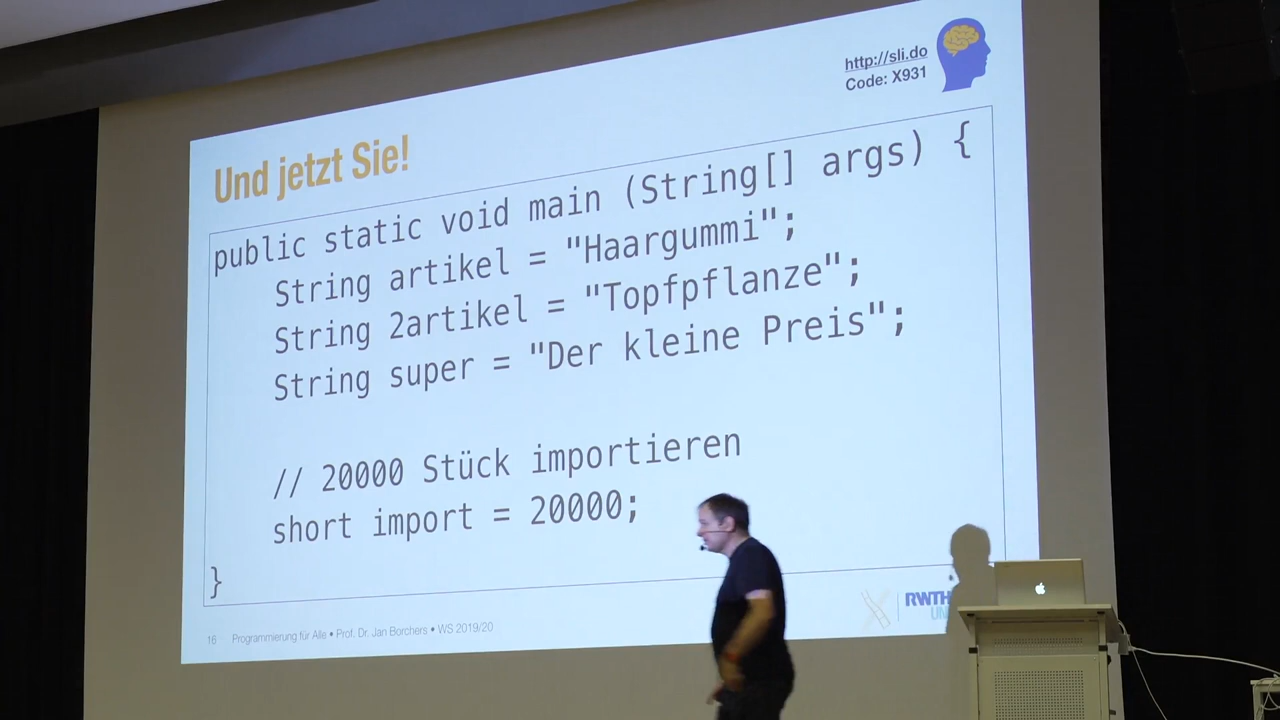 http://sli.do
Code: X931
Und jetzt Sie!
public static void main (String[] args) {
String artikel = "Haargummi";
String 2artikel = "Topfpflanze";
String super = "Der kleine Preis";
// 20000 Stück importieren
short import = 20000;
}
16 Programmierung für Alle • Prof. Dr. Jan Borchers • WS 2019/20
RWTH